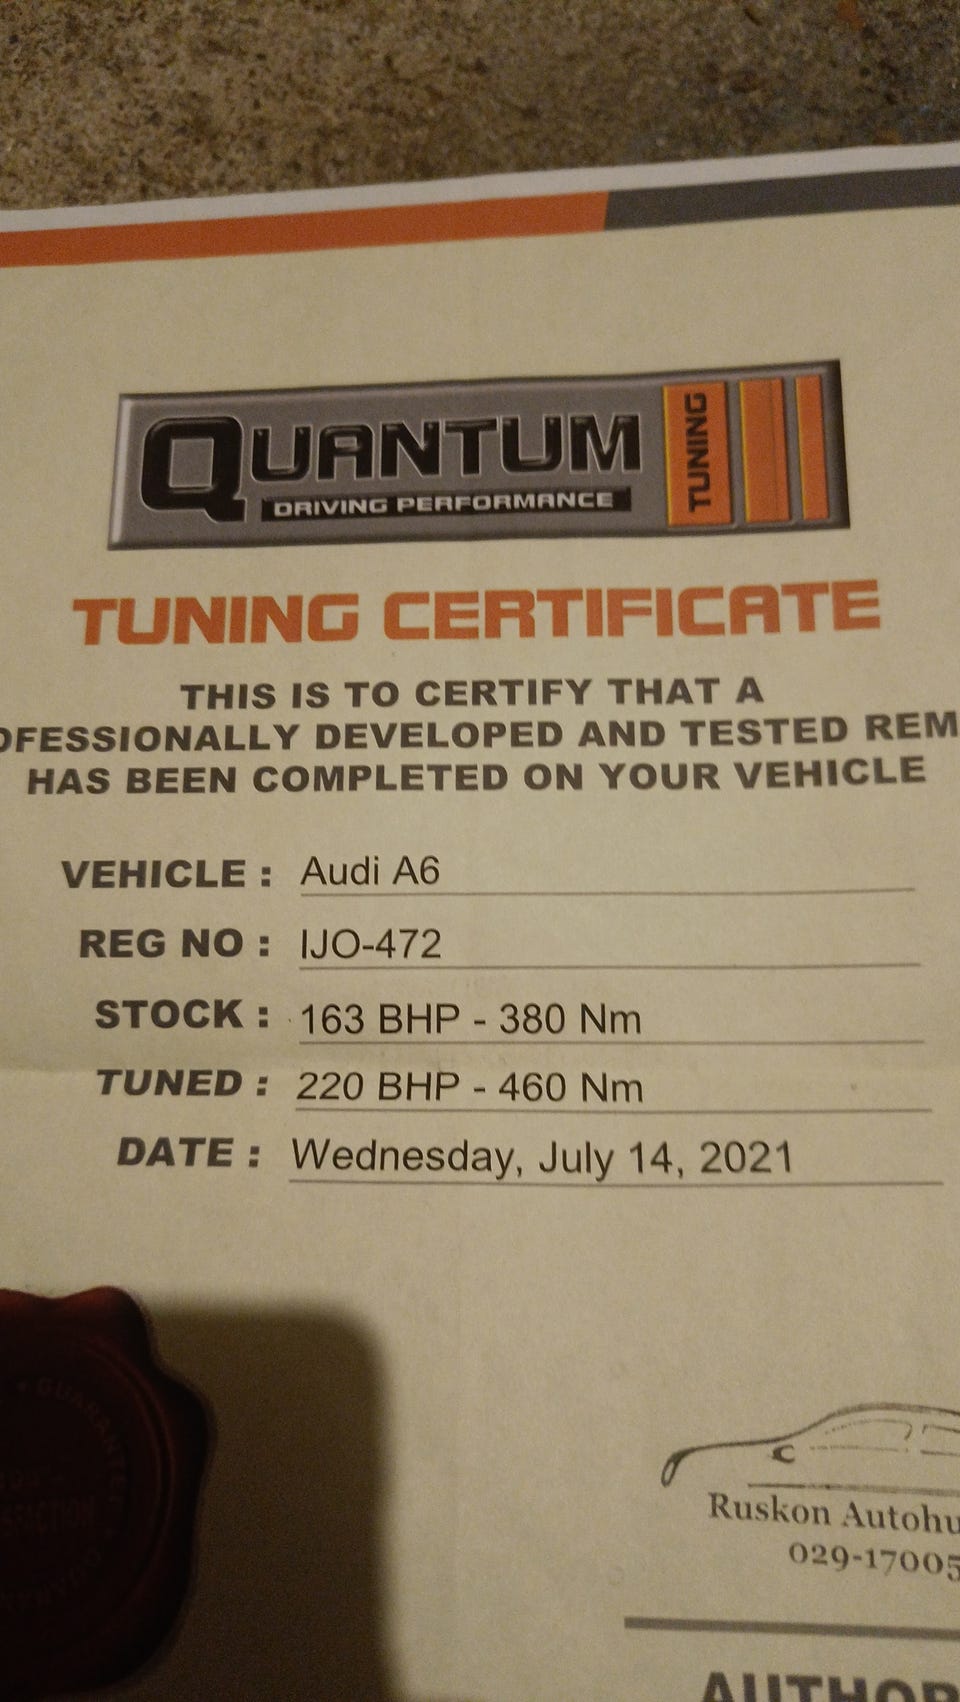 QUANTUM
DRIVING PERFORMANCE
TUNING
TUNING CERTIFICATE
THIS IS TO CERTIFY THAT A
OFESSIONALLY DEVELOPED AND TESTED REM
HAS BEEN COMPLETED ON YOUR VEHICLE
VEHICLE : Audi A6
REG NO : IJO-472
STOCK : 163 BHP - 380 Nm
TUNED : 220 BHP - 460 Nm
DATE : Wednesday, July 14, 2021
GUARANTEE
Ruskon Autohu
029-17005
AUTHOR